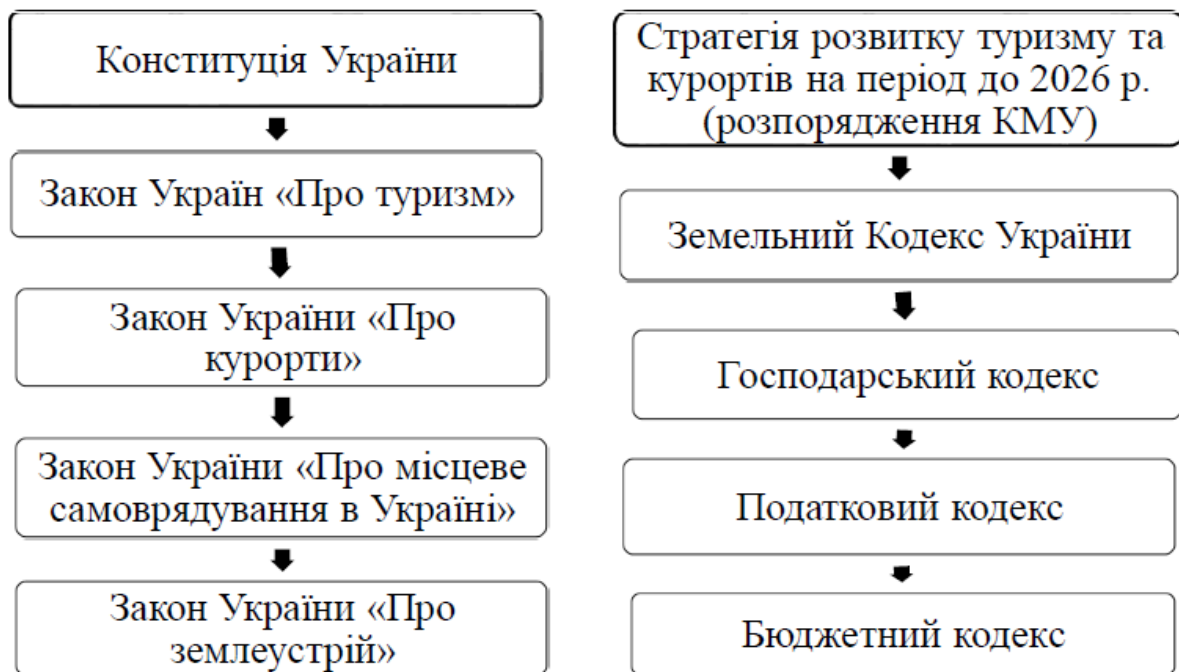 Конституція України
Закон Україн «Про туризм»
Закон України «Про
курорти»
Закон України «Про місцеве
самоврядування в Україні»
Закон України «Про
землеустрій»
Стратегія розвитку туризму та
курортів на період до 2026 р.
(розпорядження КМУ)
Земельний Кодекс України
Господарський кодекс
Податковий кодекс
Бюджетний кодекс